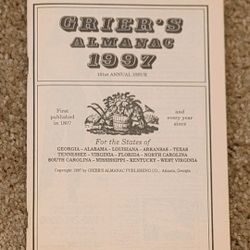 GRIER'S
ALMANAC
1997
191st ANNUAL ISSUE
First
published
in 1807
and
every year
since
For the States of
GEORGIA - ALABAMA - LOUISIANA - ARKANSAS - TEXAS
TENNESSEE - VIRGINIA - FLORIDA - NORTH CAROLINA
SOUTH CAROLINA - MISSISSIPPI - KENTUCKY - WEST VIRGINIA
Copyright 1997 by GRIER'S ALMANAC PUBLISHING CO., Atlanta, Georgia